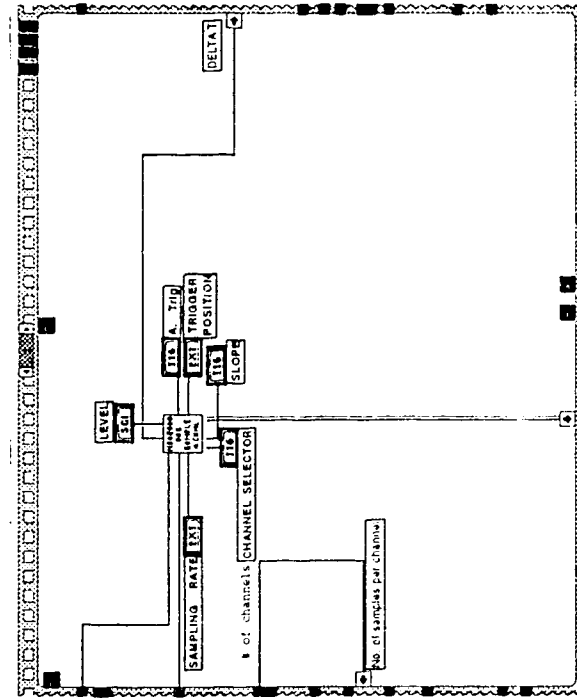 DELTA T
LEVEL
SGL
I16
A. Trig
EXT
TRIGGER
POSITION
I16
SLOPE
SAMPLE
I16
CHANNEL SELECTOR
SAMPLING RATE
EXT
# of channels
No. of samples per channel